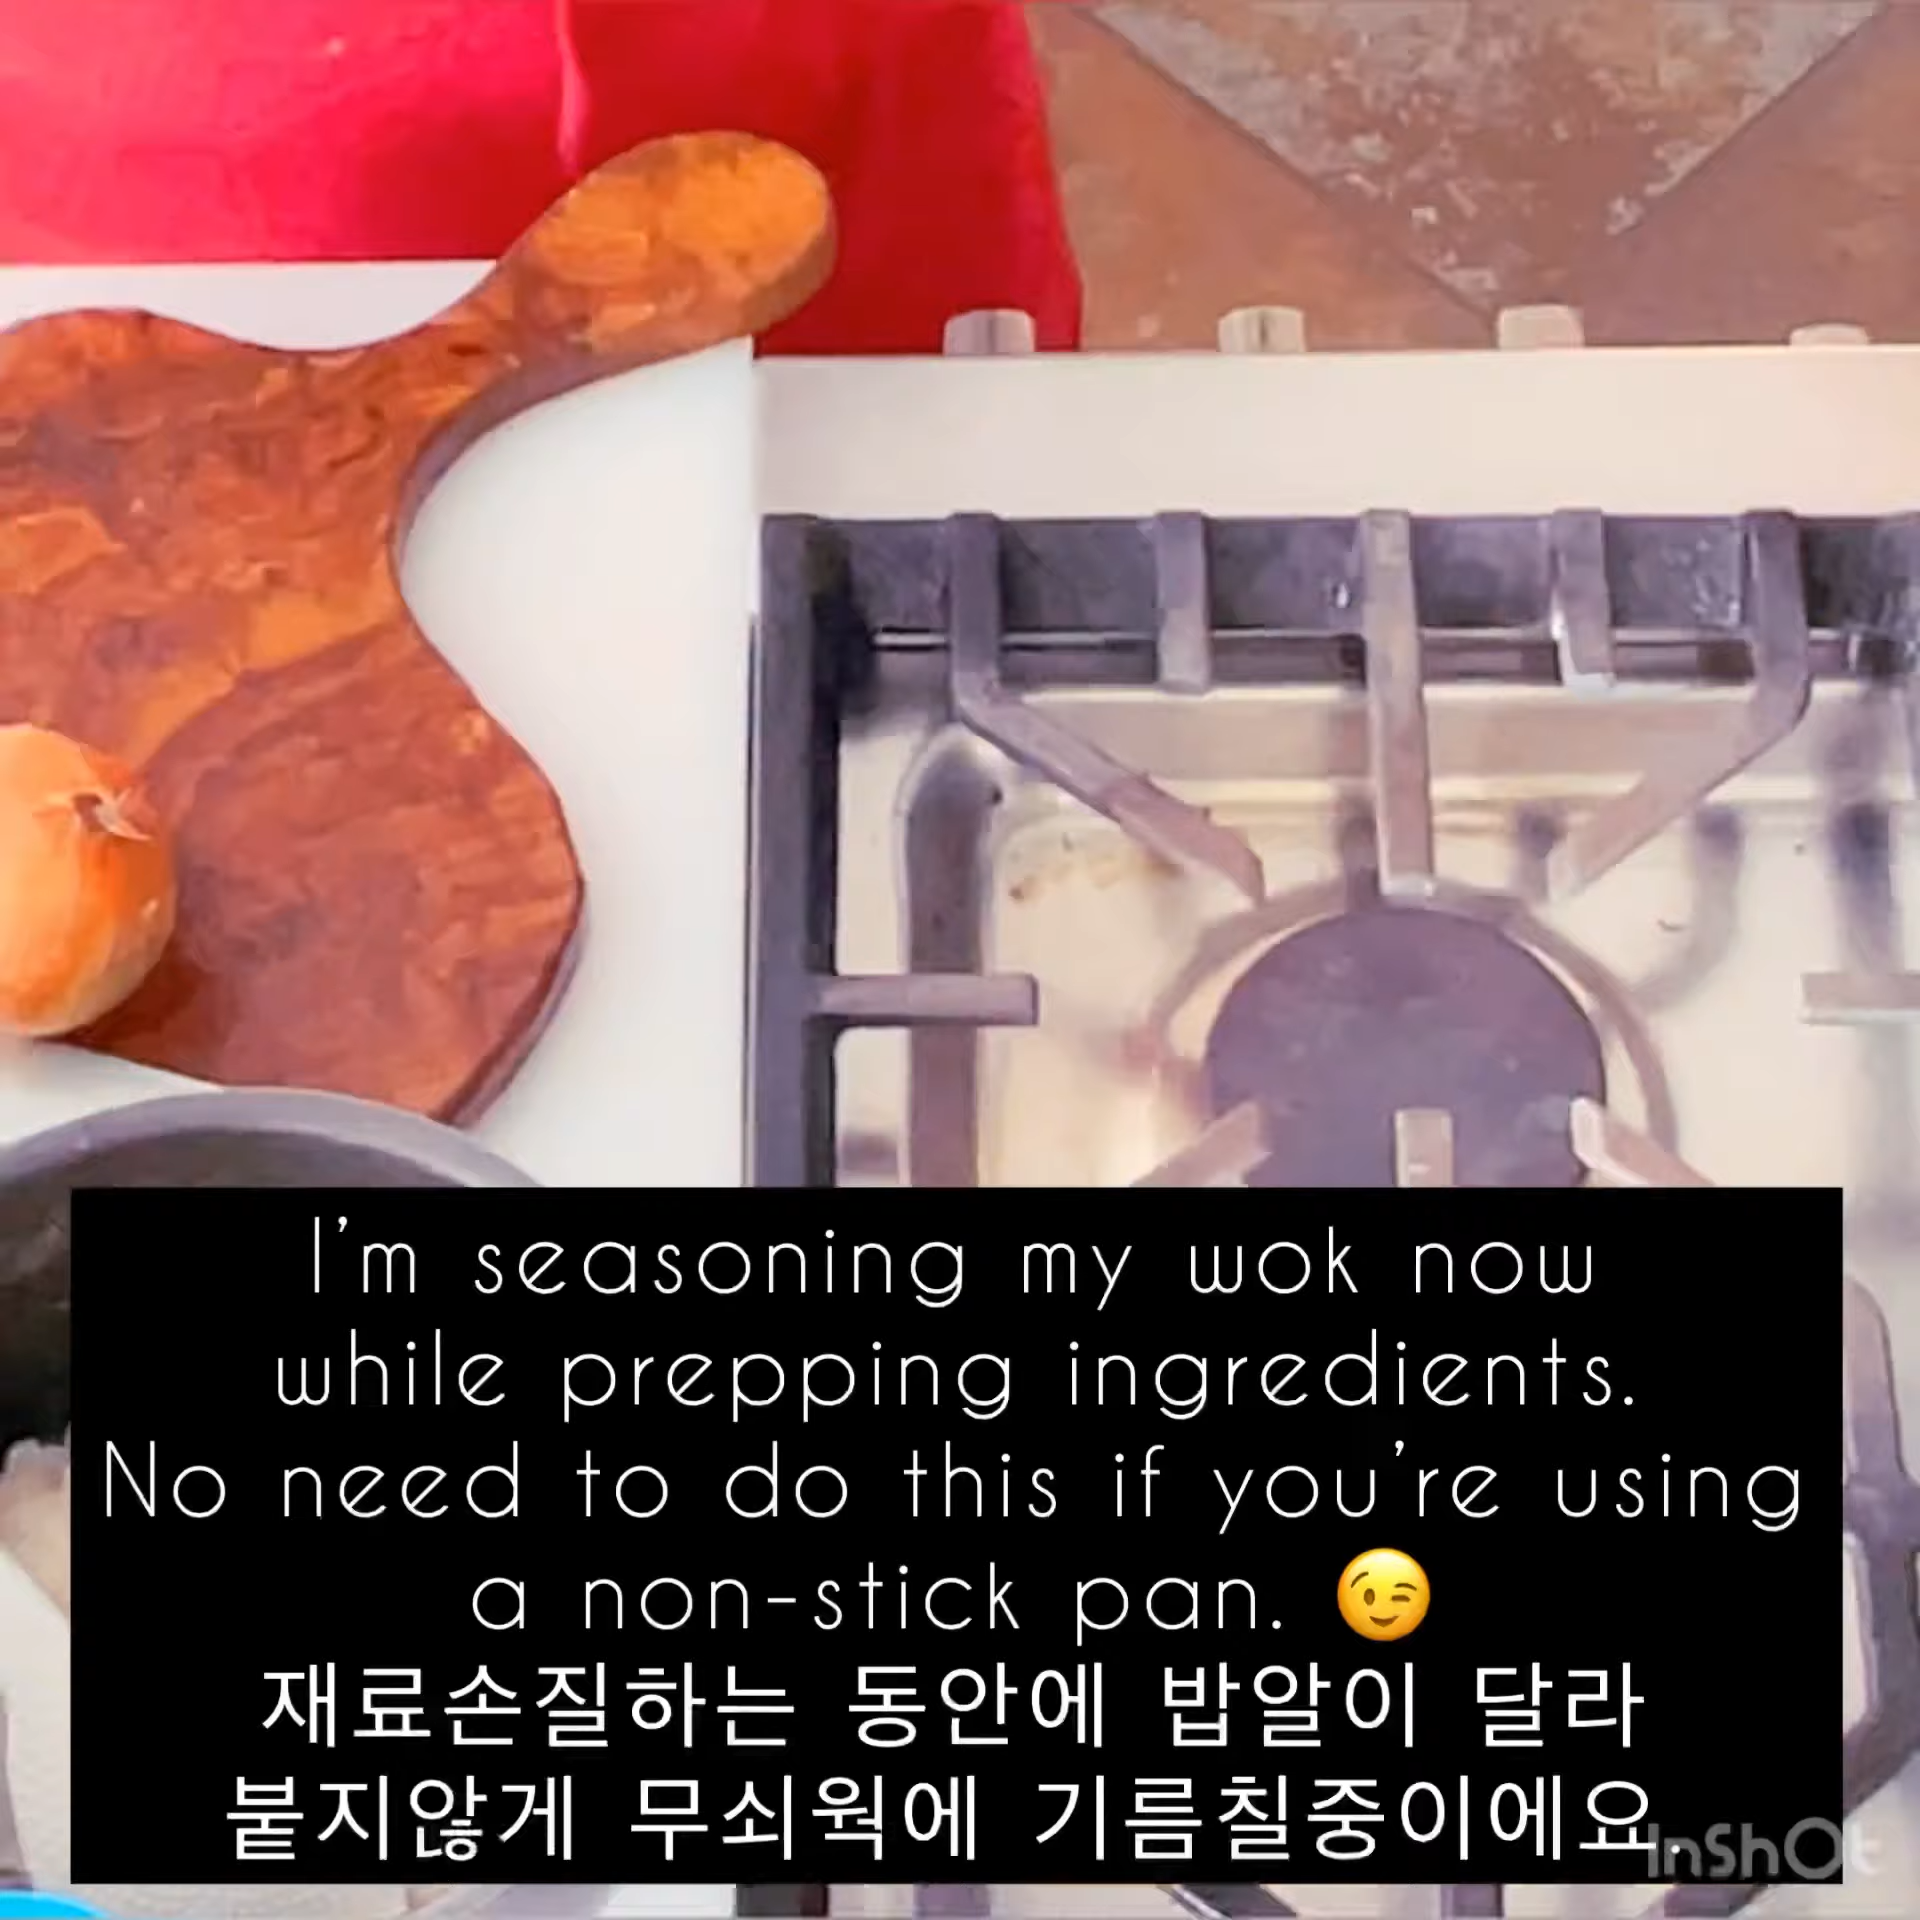 I'm seasoning my wok now
while prepping ingredients.
No need to do this if you're using
a non-stick pan. 😉
재료손질하는 동안에 밥알이 달라
붙지않게 무쇠웍에 기름칠중이에요.
InShOt